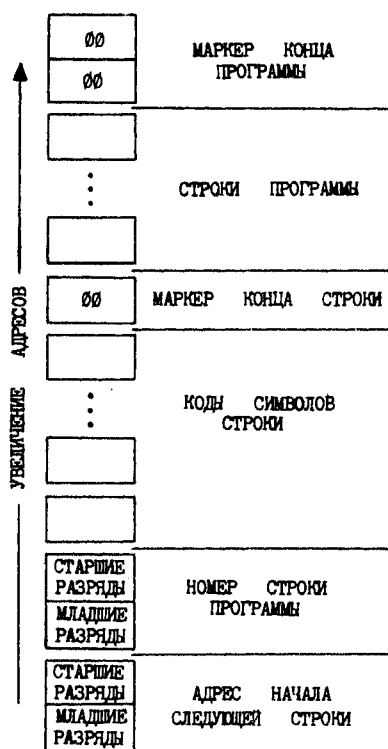 ØØ
ØØ
МАРКЕР КОНЦА
ПРОГРАММЫ
СТРОКИ ПРОГРАММЫ
ØØ
МАРКЕР КОНЦА СТРОКИ
КОДЫ СИМВОЛОВ
СТРОКИ
СТАРШИЕ
РАЗРЯДЫ
МЛАДШИЕ
РАЗРЯДЫ
НОМЕР СТРОКИ
ПРОГРАММЫ
СТАРШИЕ
РАЗРЯДЫ
МЛАДШИЕ
РАЗРЯДЫ
АДРЕС НАЧАЛА
СЛЕДУЮЩЕЙ СТРОКИ
УВЕЛИЧЕНИЕ АДРЕСОВ